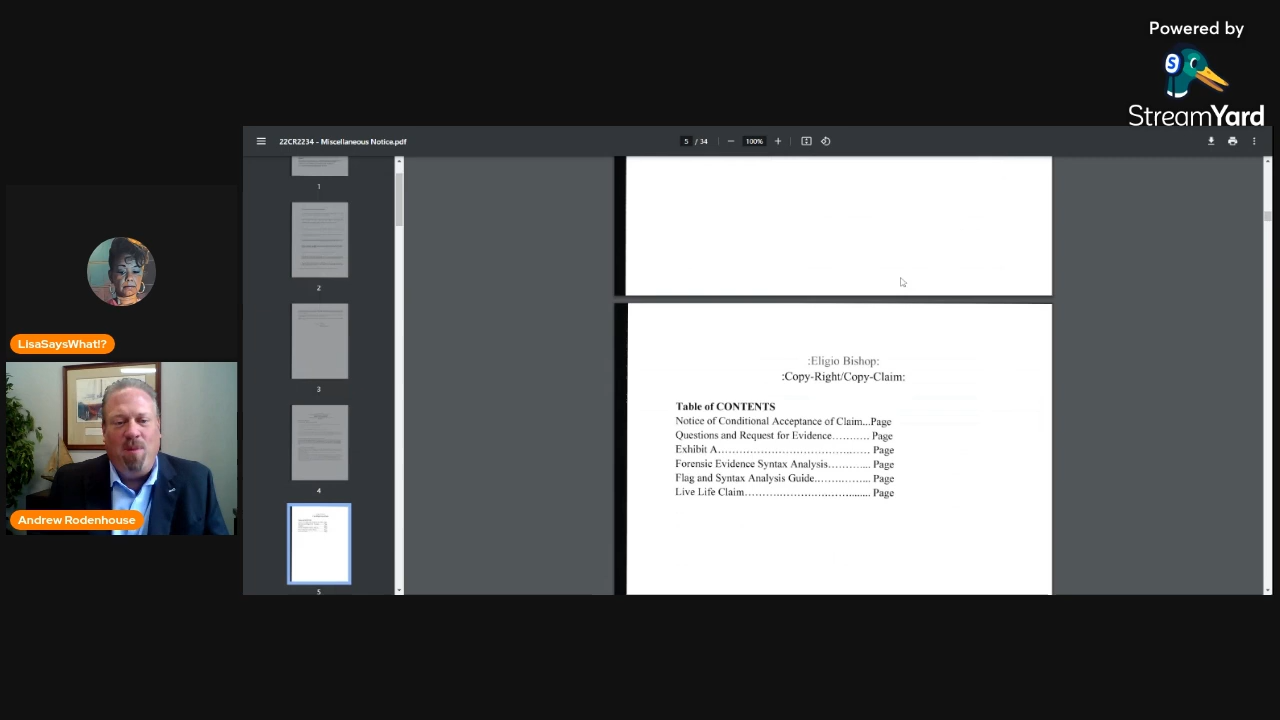 Powered by
StreamYard
22CR2234 - Miscellaneous Notice.pdf
5 / 34
100%
1
2
3
4
5
LisaSaysWhat!?
Andrew Rodenhouse
:Eligio Bishop:
:Copy-Right/Copy-Claim:
Table of CONTENTS
Notice of Conditional Acceptance of Claim...Page
Questions and Request for Evidence.......... Page
Exhibit A....................................... Page
Forensic Evidence Syntax Analysis............ Page
Flag and Syntax Analysis Guide............... Page
Live Life Claim................................. Page